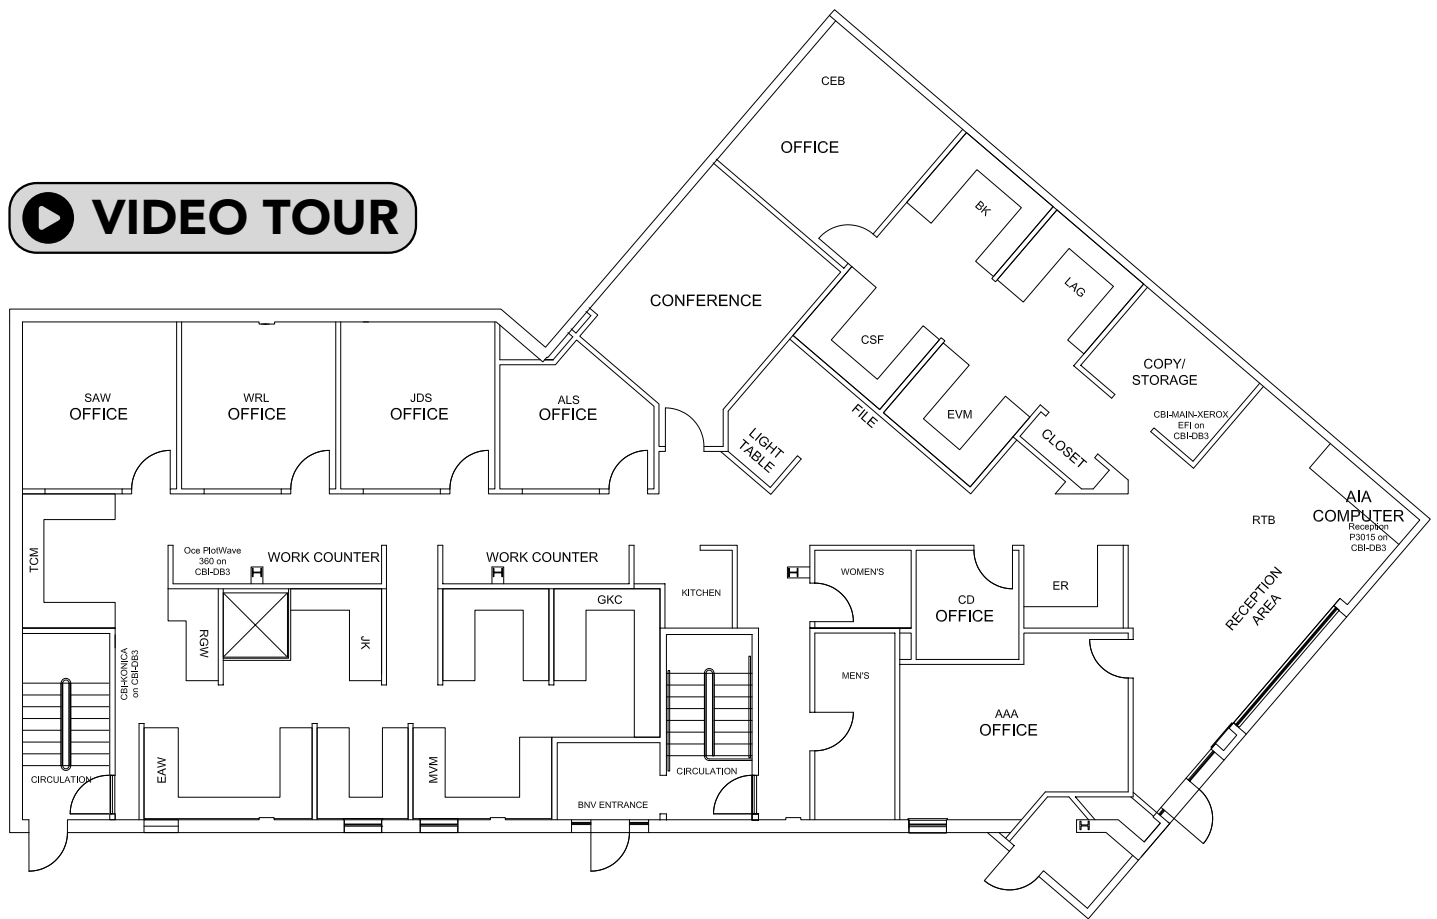 CEB
OFFICE
VIDEO TOUR
BK
LAG
CONFERENCE
CSF
COPY/
STORAGE
CBI-MAIN-XEROX
EFI on
CBI-DB3
EVM
FILE
CLOSET
LIGHT
TABLE
SAW
OFFICE
WRL
OFFICE
JDS
OFFICE
ALS
OFFICE
AIA
COMPUTER
Reception
P3015 on
CBI-DB3
RTB
RECEPTION
AREA
TCM
Oce PlotWave
360 on
CBI-DB3
WORK COUNTER
WORK COUNTER
KITCHEN
WOMEN'S
CD
OFFICE
ER
GKC
RGW
JK
CBI-KONICA
on CBI-DB3
MEN'S
AAA
OFFICE
EAW
MVM
CIRCULATION
CIRCULATION
BNV ENTRANCE